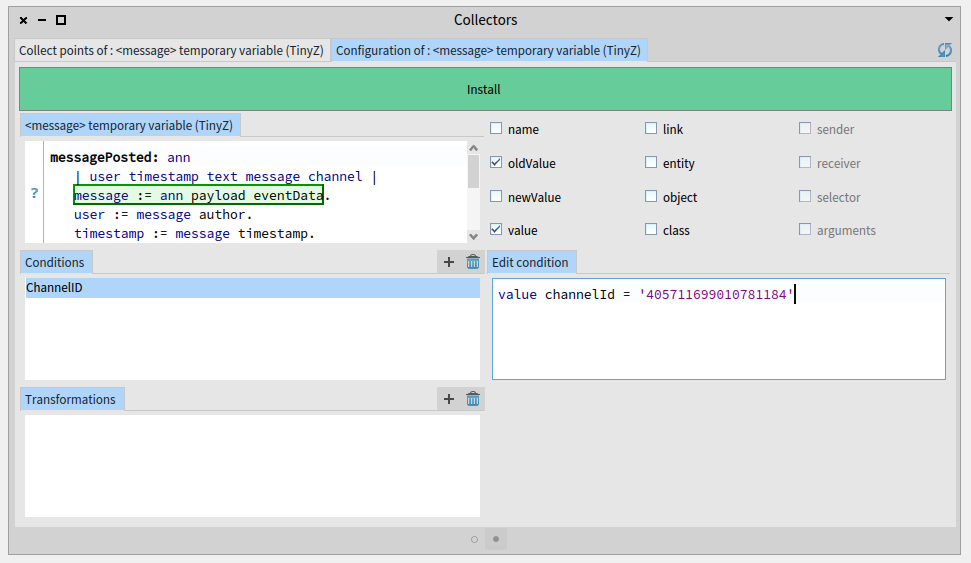 Collectors
Collect points of : <message> temporary variable (TinyZ)
Configuration of : <message> temporary variable (TinyZ)
Install
<message> temporary variable (TinyZ)
messagePosted: ann
| user timestamp text message channel |
message := ann payload eventData.
user := message author.
timestamp := message timestamp.
?
name
link
sender
oldValue
entity
receiver
newValue
object
selector
value
class
arguments
Conditions
ChannelID
Edit condition
value channelId = '405711699010781184'
Transformations